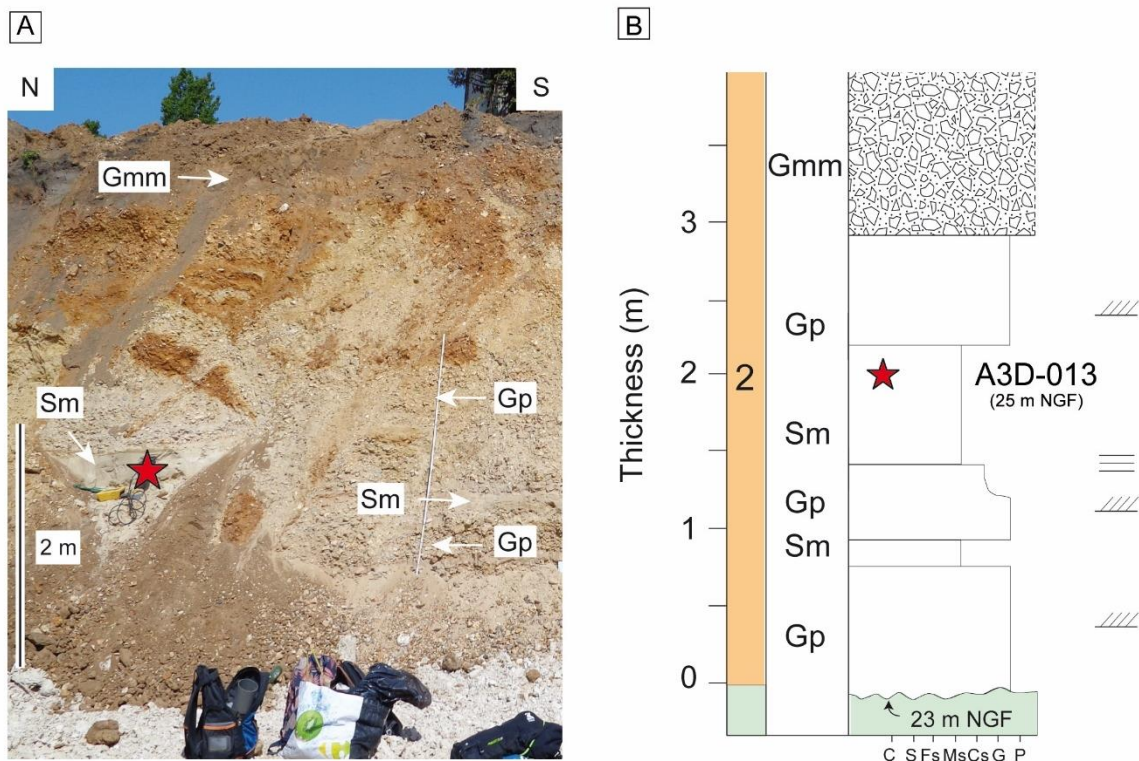 A
N
S
Gmm
Sm
Gp
Sm
Gp
2 m
B
Thickness (m)
3
2
1
0
2
Gmm
Gp
Sm
Gp
Sm
Gp
A3D-013
(25 m NGF)
23 m NGF
C S Fs Ms Cs G P